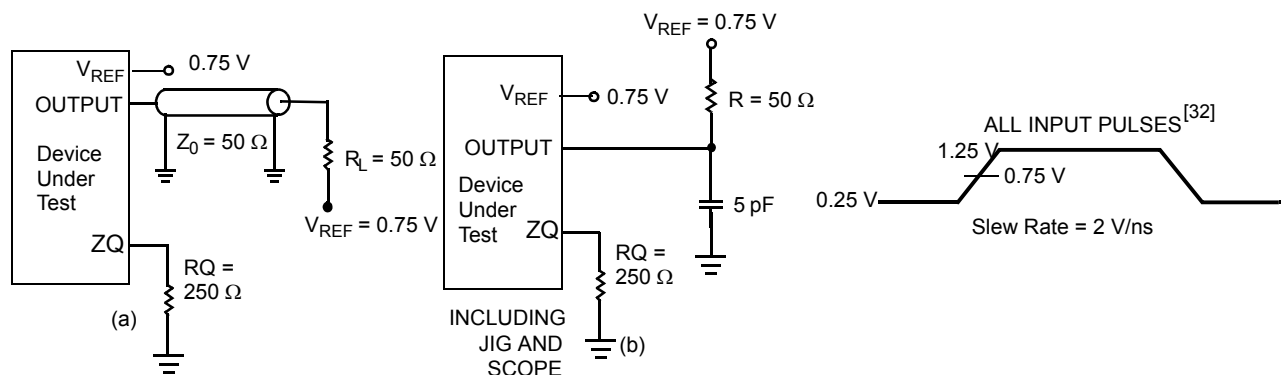 V_REF 0.75 V
OUTPUT
Z_0 = 50 Ω
Device
Under
Test
R_L = 50 Ω
V_REF = 0.75 V
ZQ
RQ =
250 Ω
(a)
V_REF = 0.75 V
R = 50 Ω
V_REF 0.75 V
OUTPUT
Device
Under
Test
5 pF
ZQ
RQ =
250 Ω
INCLUDING
JIG AND
SCOPE
(b)
ALL INPUT PULSES[32]
1.25 V
0.75 V
0.25 V
Slew Rate = 2 V/ns